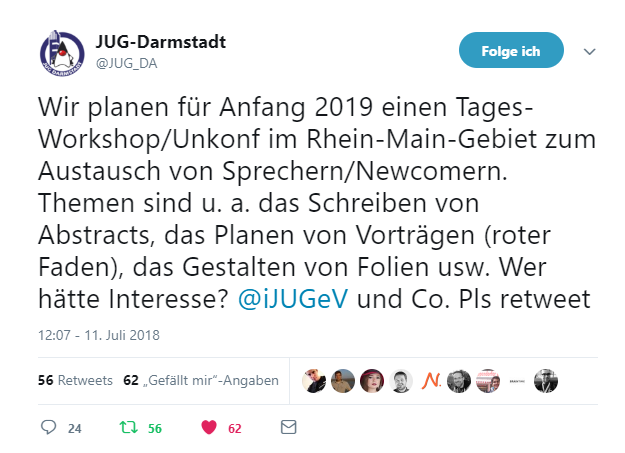 JUG-Darmstadt
@JUG_DA
Folge ich
Wir planen für Anfang 2019 einen Tages-
Workshop/Unkonf im Rhein-Main-Gebiet zum
Austausch von Sprechern/Newcomern.
Themen sind u. a. das Schreiben von
Abstracts, das Planen von Vorträgen (roter
Faden), das Gestalten von Folien usw. Wer
hätte Interesse? @iJUGeV und Co. Pls retweet
12:07 - 11. Juli 2018
56 Retweets 62 „Gefällt mir“-Angaben
24 56 62